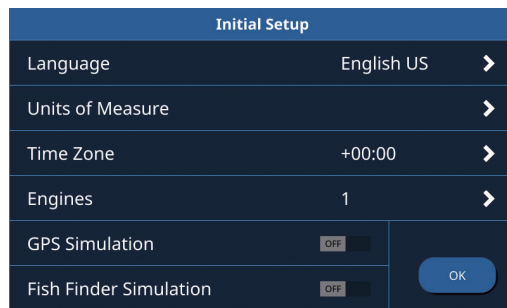 Initial Setup
Language English US
Units of Measure
Time Zone +00:00
Engines 1
GPS Simulation OFF
Fish Finder Simulation OFF
OK